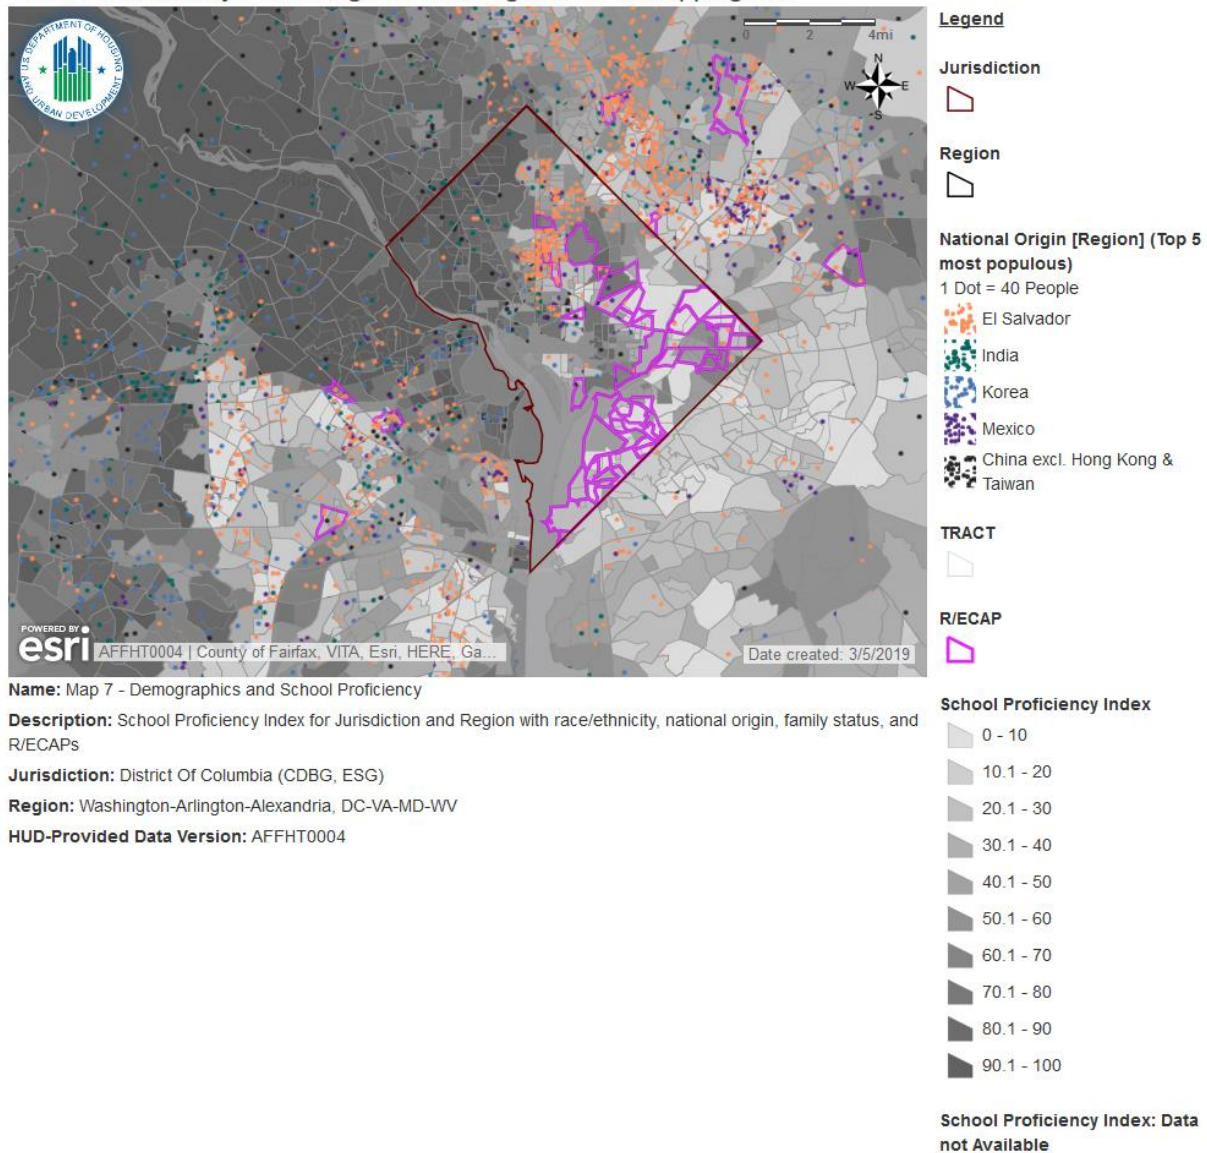 U.S. DEPARTMENT OF HOUSING
AND URBAN DEVELOPMENT
0 2 4mi
N
W E
S
POWERED BY
esri
AFFHT0004 | County of Fairfax, VITA, Esri, HERE, Ga...
Date created: 3/5/2019
Name: Map 7 - Demographics and School Proficiency
Description: School Proficiency Index for Jurisdiction and Region with race/ethnicity, national origin, family status, and
R/ECAPs
Jurisdiction: District Of Columbia (CDBG, ESG)
Region: Washington-Arlington-Alexandria, DC-VA-MD-WV
HUD-Provided Data Version: AFFHT0004
Legend
Jurisdiction
Region
National Origin [Region] (Top 5
most populous)
1 Dot = 40 People
El Salvador
India
Korea
Mexico
China excl. Hong Kong &
Taiwan
TRACT
R/ECAP
School Proficiency Index
0 - 10
10.1 - 20
20.1 - 30
30.1 - 40
40.1 - 50
50.1 - 60
60.1 - 70
70.1 - 80
80.1 - 90
90.1 - 100
School Proficiency Index: Data
not Available